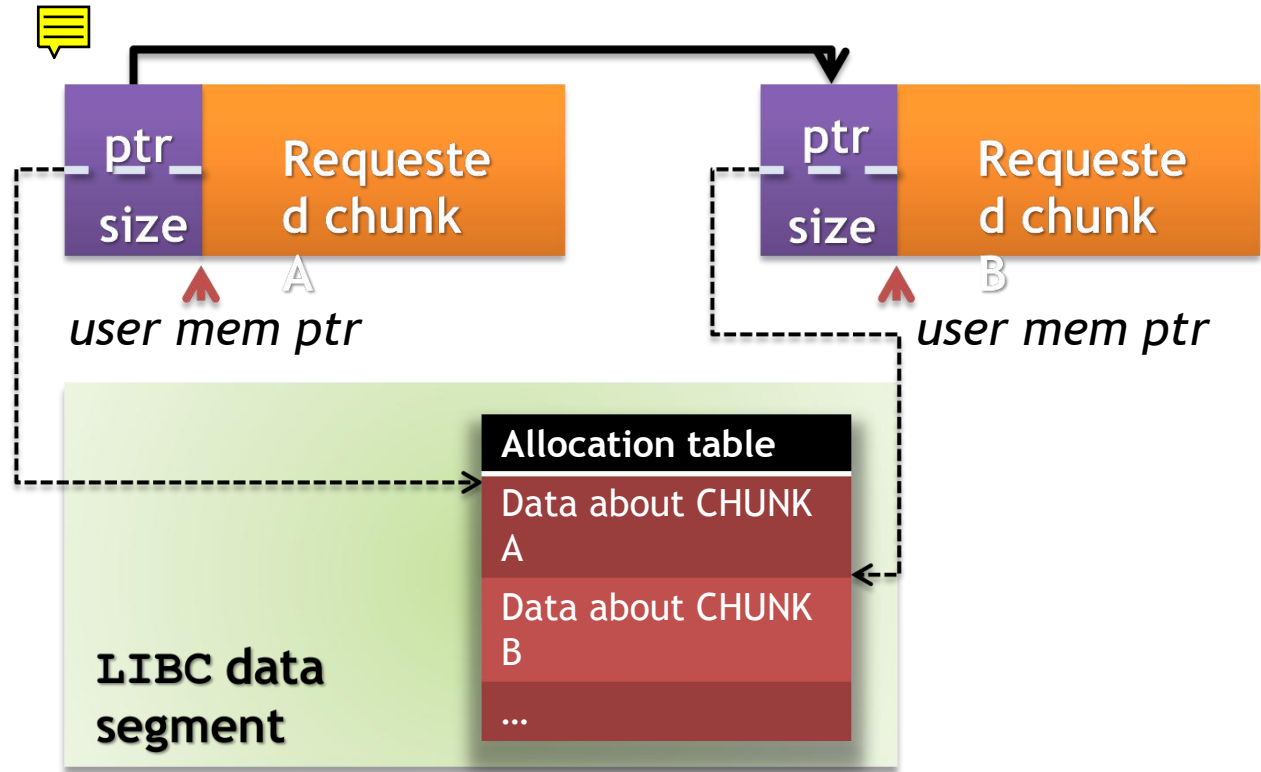 ptr
size
Requeste
d chunk
A
user mem ptr
ptr
size
Requeste
d chunk
B
user mem ptr
Allocation table
Data about CHUNK
A
Data about CHUNK
B
…
LIBC data
segment